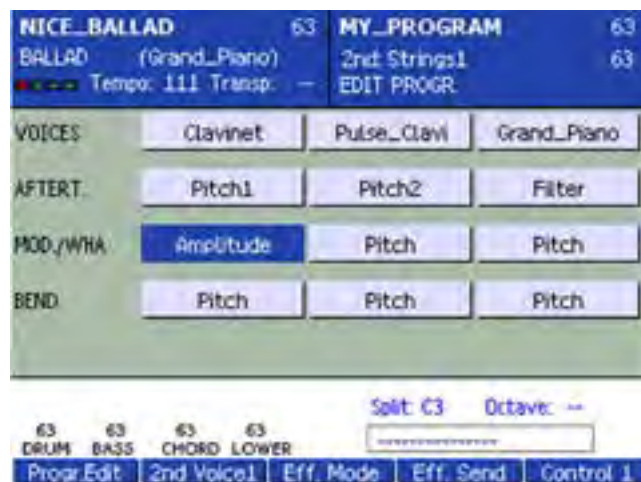 NICE_BALLAD 63 MY_PROGRAM 63
BALLAD (Grand_Piano) 2nd: Strings1 63
Tempo: 111 Transp: -- EDIT PROGR.
VOICES Clavinet Pulse_Clavi Grand_Piano
AFTERT. Pitch1 Pitch2 Filter
MOD./WHA Amplitude Pitch Pitch
BEND Pitch Pitch Pitch
Split: C3 Octave: --
63 63 63 63
DRUM BASS CHORD LOWER ---------------
Progr.Edit 2nd Voice1 Eff. Mode Eff. Send Control 1